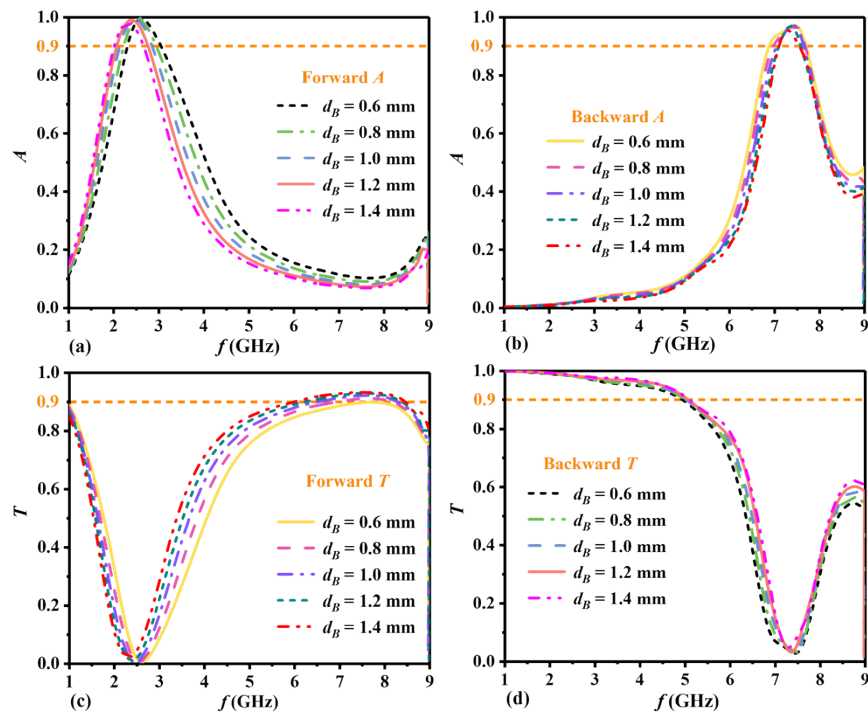 1.0
0.9
0.8
0.6
0.4
0.2
0.0
A
Forward A
d_B = 0.6 mm
d_B = 0.8 mm
d_B = 1.0 mm
d_B = 1.2 mm
d_B = 1.4 mm
1 2 3 4 5 6 7 8 9
(a)
f (GHz)
1.0
0.9
0.8
0.6
0.4
0.2
0.0
A
Backward A
d_B = 0.6 mm
d_B = 0.8 mm
d_B = 1.0 mm
d_B = 1.2 mm
d_B = 1.4 mm
1 2 3 4 5 6 7 8 9
(b)
f (GHz)
1.0
0.9
0.8
0.6
0.4
0.2
0.0
T
Forward T
d_B = 0.6 mm
d_B = 0.8 mm
d_B = 1.0 mm
d_B = 1.2 mm
d_B = 1.4 mm
1 2 3 4 5 6 7 8 9
(c)
f (GHz)
1.0
0.9
0.8
0.6
0.4
0.2
0.0
T
Backward T
d_B = 0.6 mm
d_B = 0.8 mm
d_B = 1.0 mm
d_B = 1.2 mm
d_B = 1.4 mm
1 2 3 4 5 6 7 8 9
(d)
f (GHz)